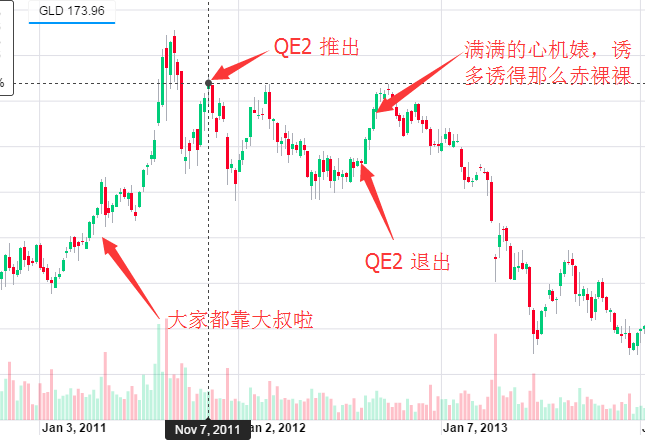 GLD 173.96
QE2 推出
满满的心机婊，诱
多诱得那么赤裸裸
%
QE2 退出
大家都靠大叔啦
Jan 3, 2011
Nov 7, 2011
an 2, 2012
Jan 7, 2013